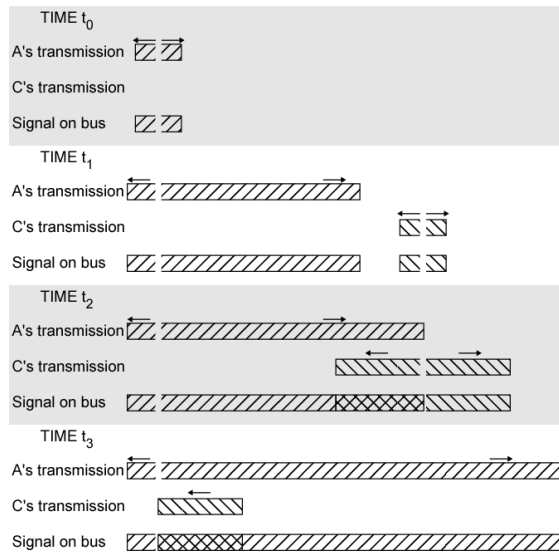 TIME t0
A's transmission
C's transmission
Signal on bus
TIME t1
A's transmission
C's transmission
Signal on bus
TIME t2
A's transmission
C's transmission
Signal on bus
TIME t3
A's transmission
C's transmission
Signal on bus